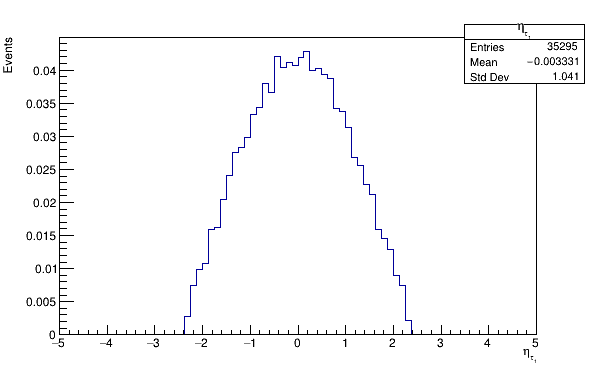 η_τ₁
Entries 35295
Mean −0.003331
Std Dev 1.041
Events
0.04
0.035
0.03
0.025
0.02
0.015
0.01
0.005
0
−5 −4 −3 −2 −1 0 1 2 3 4 5
η_τ₁